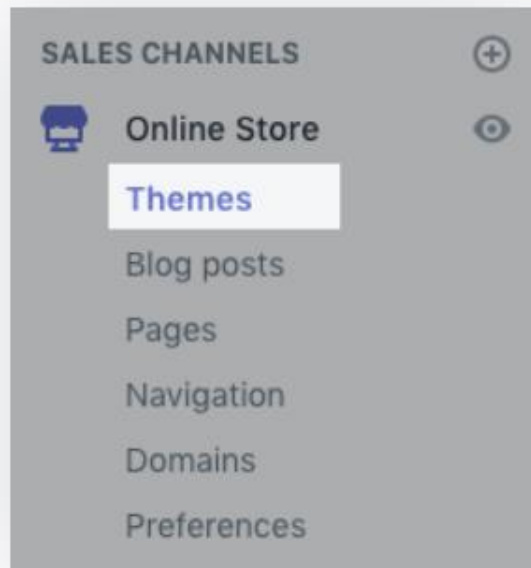 SALES CHANNELS
Online Store
Themes
Blog posts
Pages
Navigation
Domains
Preferences